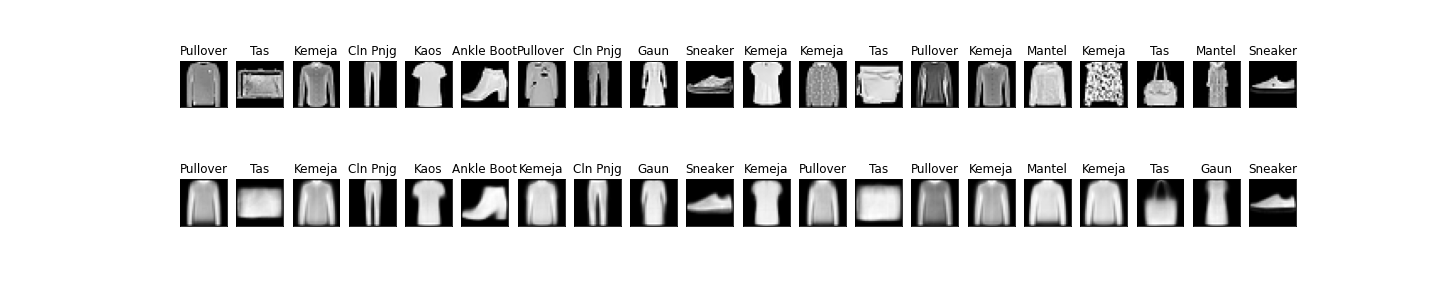 Pullover Tas Kemeja Cln Pnjg Kaos Ankle Boot Pullover Cln Pnjg Gaun Sneaker Kemeja Kemeja Tas Pullover Kemeja Mantel Kemeja Tas Mantel Sneaker
Pullover Tas Kemeja Cln Pnjg Kaos Ankle Boot Kemeja Cln Pnjg Gaun Sneaker Kemeja Pullover Tas Pullover Kemeja Mantel Kemeja Tas Gaun Sneaker